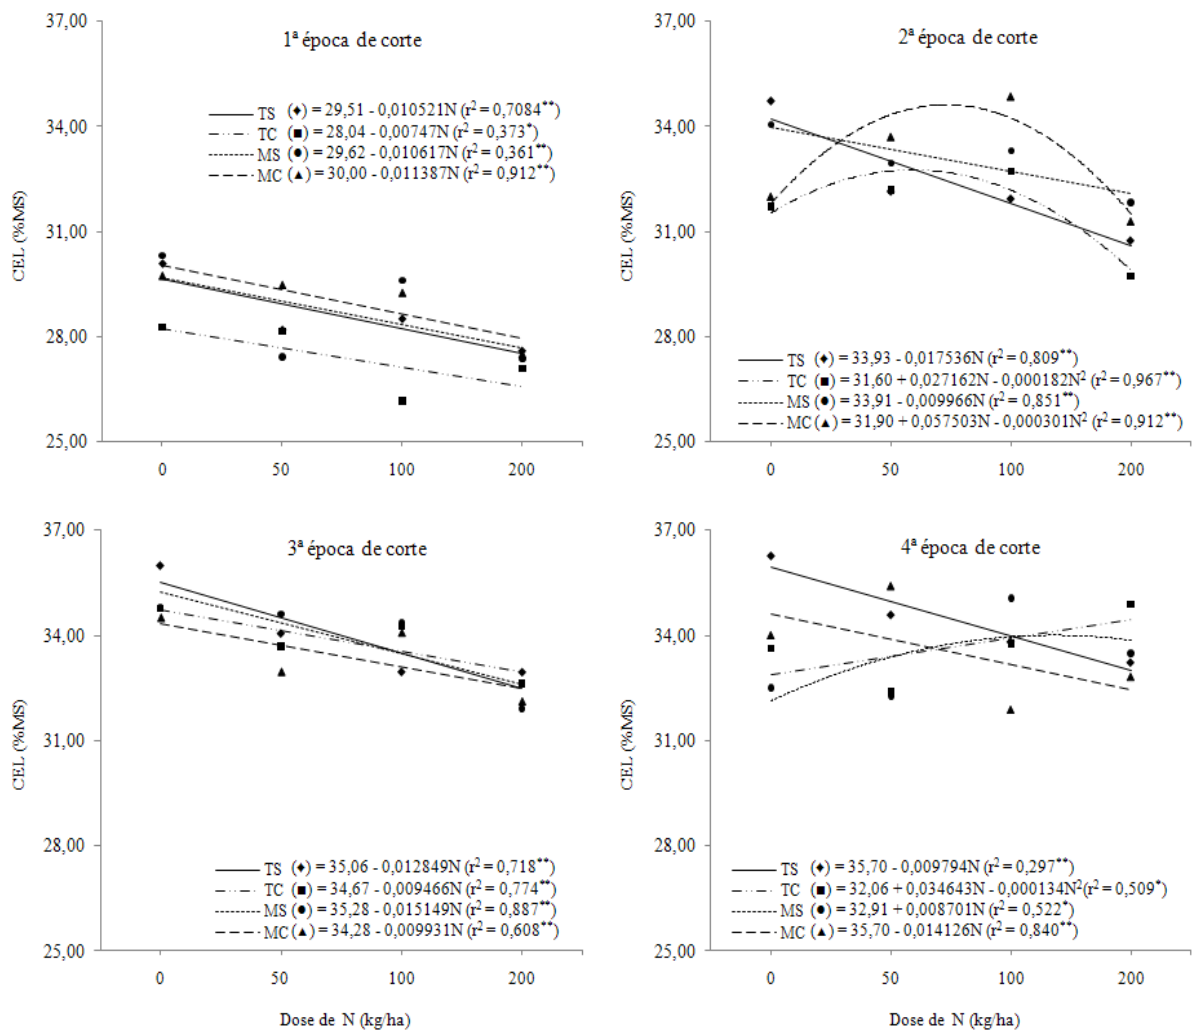 1ª época de corte
37,00
34,00
31,00
28,00
25,00
CEL (%MS)
TS (♦) = 29,51 - 0,010521N (r² = 0,7084**)
TC (■) = 28,04 - 0,00747N (r² = 0,373*)
MS (●) = 29,62 - 0,010617N (r² = 0,361**)
MC (▲) = 30,00 - 0,011387N (r² = 0,912**)
0 50 100 200
2ª época de corte
37,00
34,00
31,00
28,00
25,00
CEL (%MS)
TS (♦) = 33,93 - 0,017536N (r² = 0,809**)
TC (■) = 31,60 + 0,027162N - 0,000182N² (r² = 0,967**)
MS (●) = 33,91 - 0,009966N (r² = 0,851**)
MC (▲) = 31,90 + 0,057503N - 0,000301N² (r² = 0,912**)
0 50 100 200
3ª época de corte
37,00
34,00
31,00
28,00
25,00
CEL (%MS)
TS (♦) = 35,06 - 0,012849N (r² = 0,718**)
TC (■) = 34,67 - 0,009466N (r² = 0,774**)
MS (●) = 35,28 - 0,015149N (r² = 0,887**)
MC (▲) = 34,28 - 0,009931N (r² = 0,608**)
0 50 100 200
Dose de N (kg/ha)
4ª época de corte
37,00
34,00
31,00
28,00
25,00
CEL (%MS)
TS (♦) = 35,70 - 0,009794N (r² = 0,297**)
TC (■) = 32,06 + 0,034643N - 0,000134N² (r² = 0,509*)
MS (●) = 32,91 + 0,008701N (r² = 0,522*)
MC (▲) = 35,70 - 0,014126N (r² = 0,840**)
0 50 100 200
Dose de N (kg/ha)